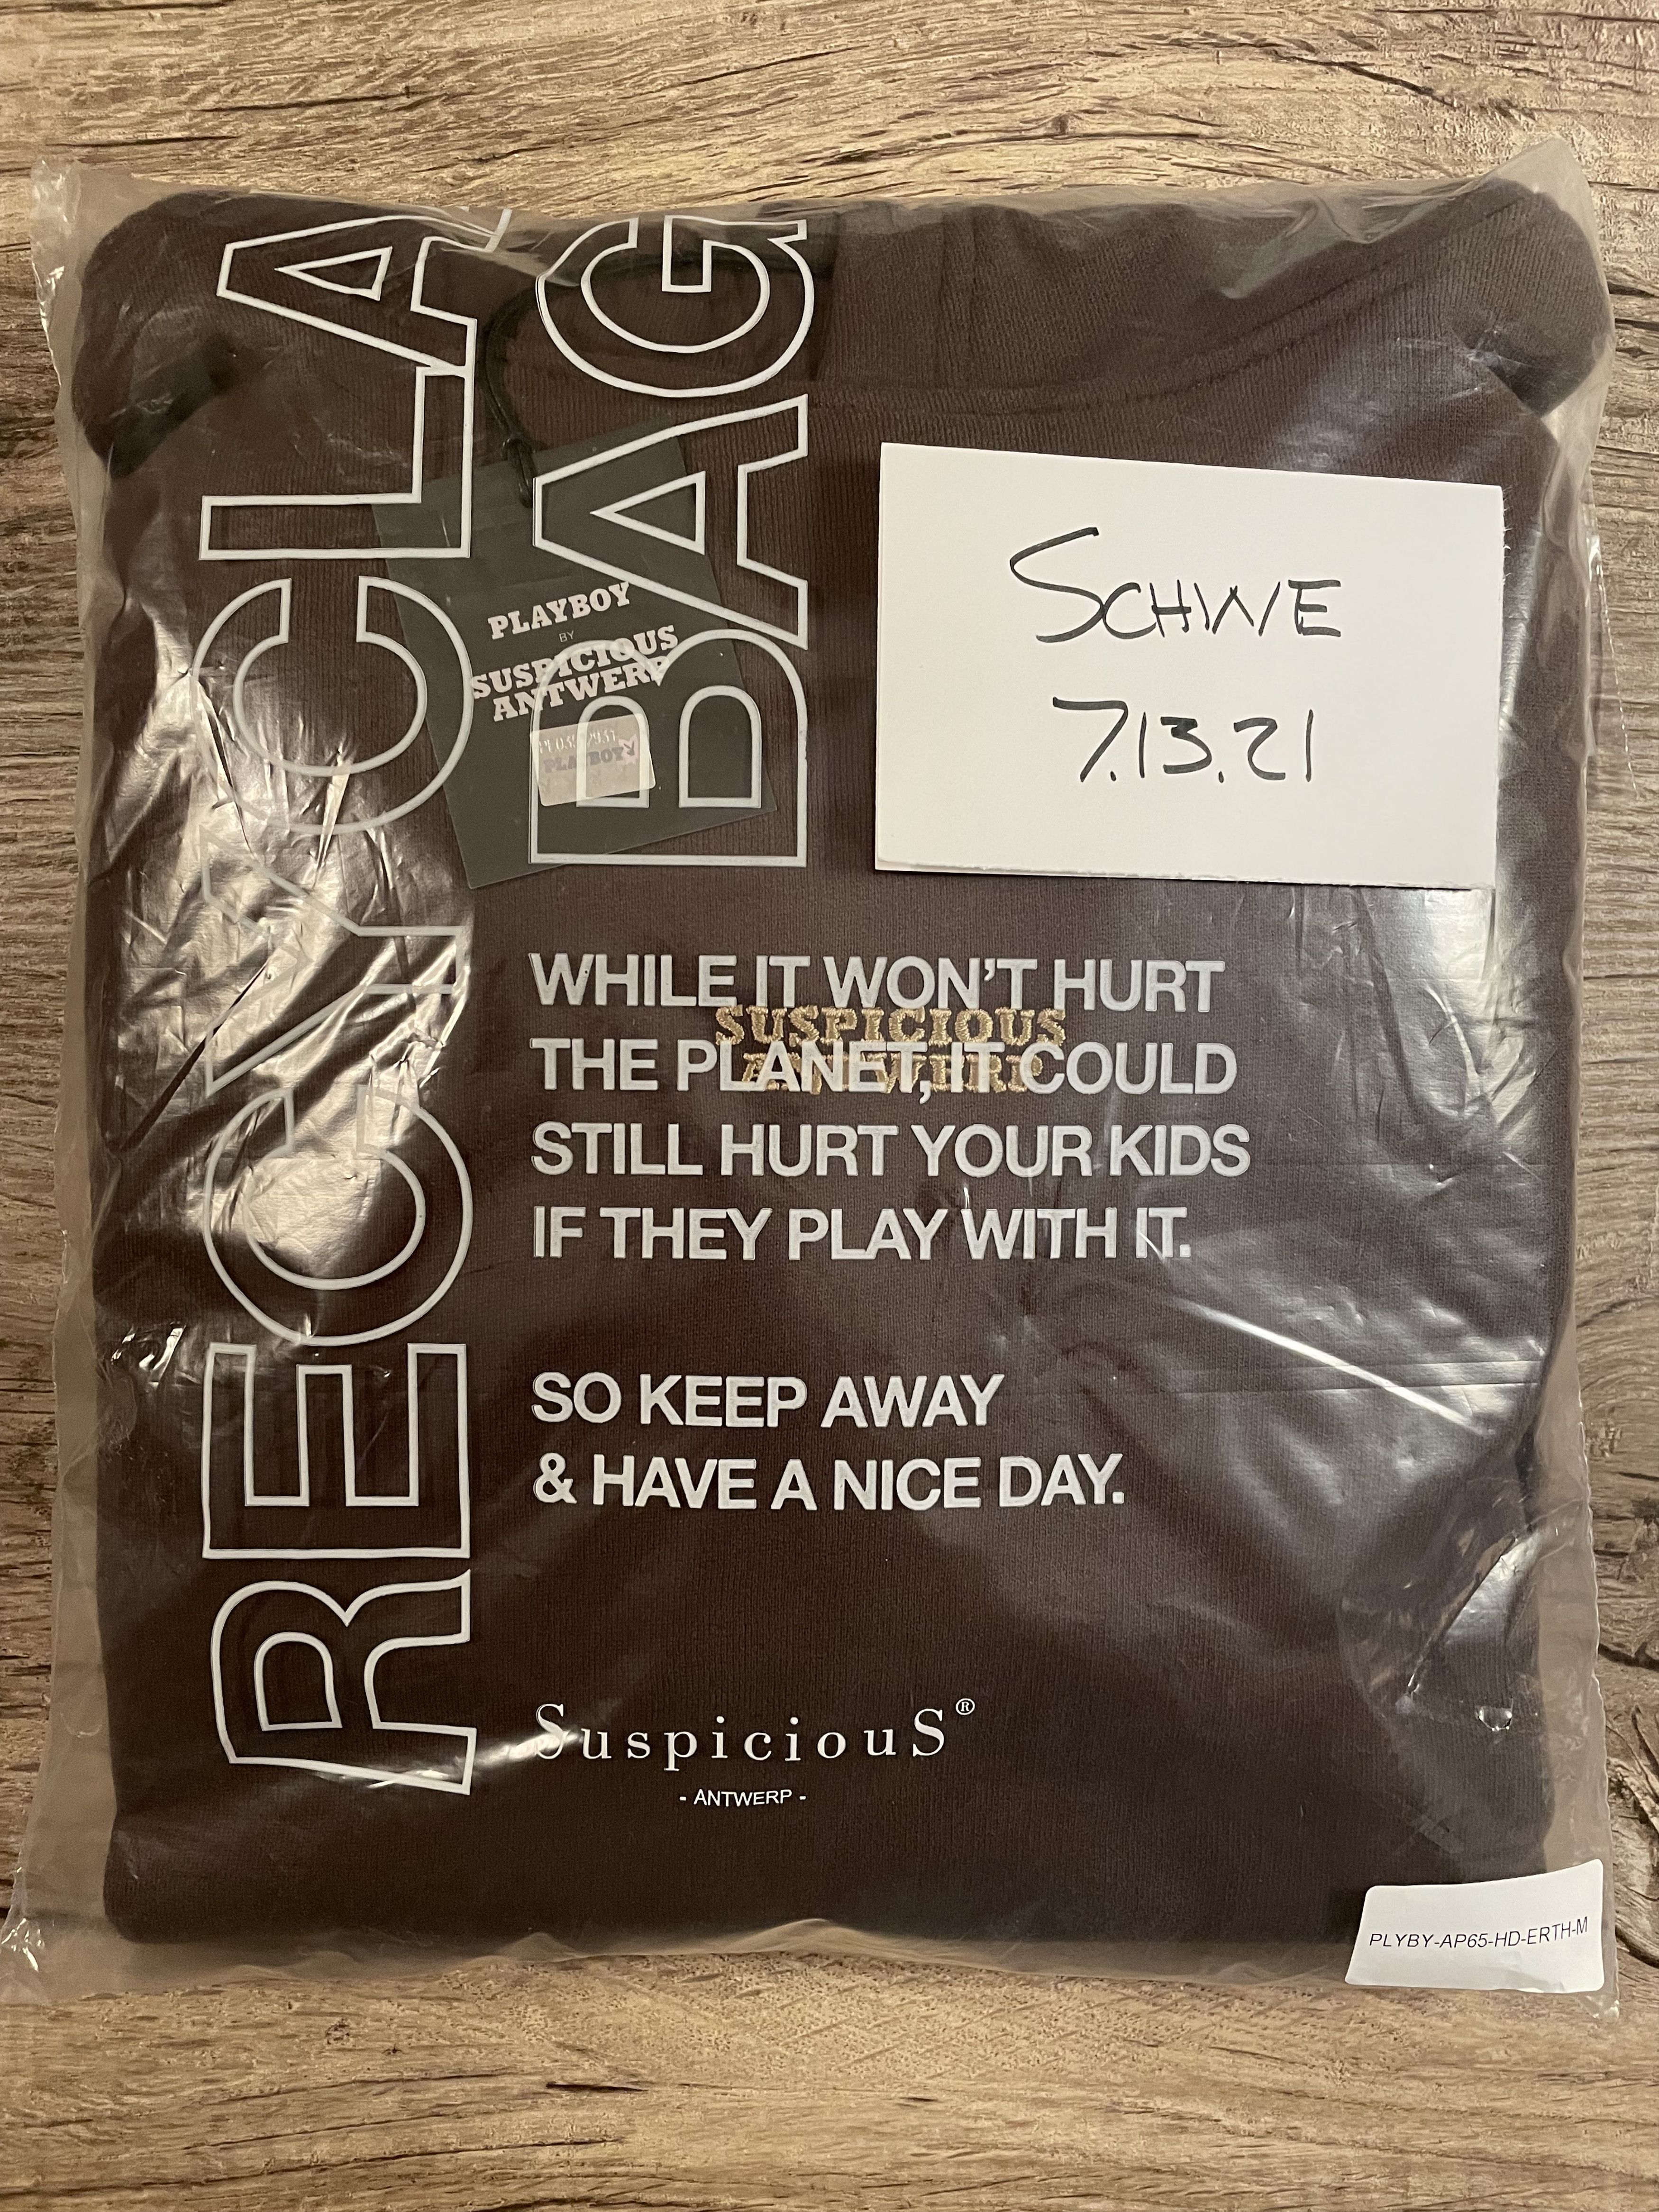 RECYCLA
BAG
PLAYBOY
BY
SUSPICIOUS
ANTWERP
PLAYBOY
SCHWE
7.13.21
WHILE IT WON'T HURT
THE PLANET, IT COULD
STILL HURT YOUR KIDS
IF THEY PLAY WITH IT.
SUSPICIOUS
ANTWERP
SO KEEP AWAY
& HAVE A NICE DAY.
SuspiciouS®
- ANTWERP -
PLYBY-AP65-HD-ERTH-M